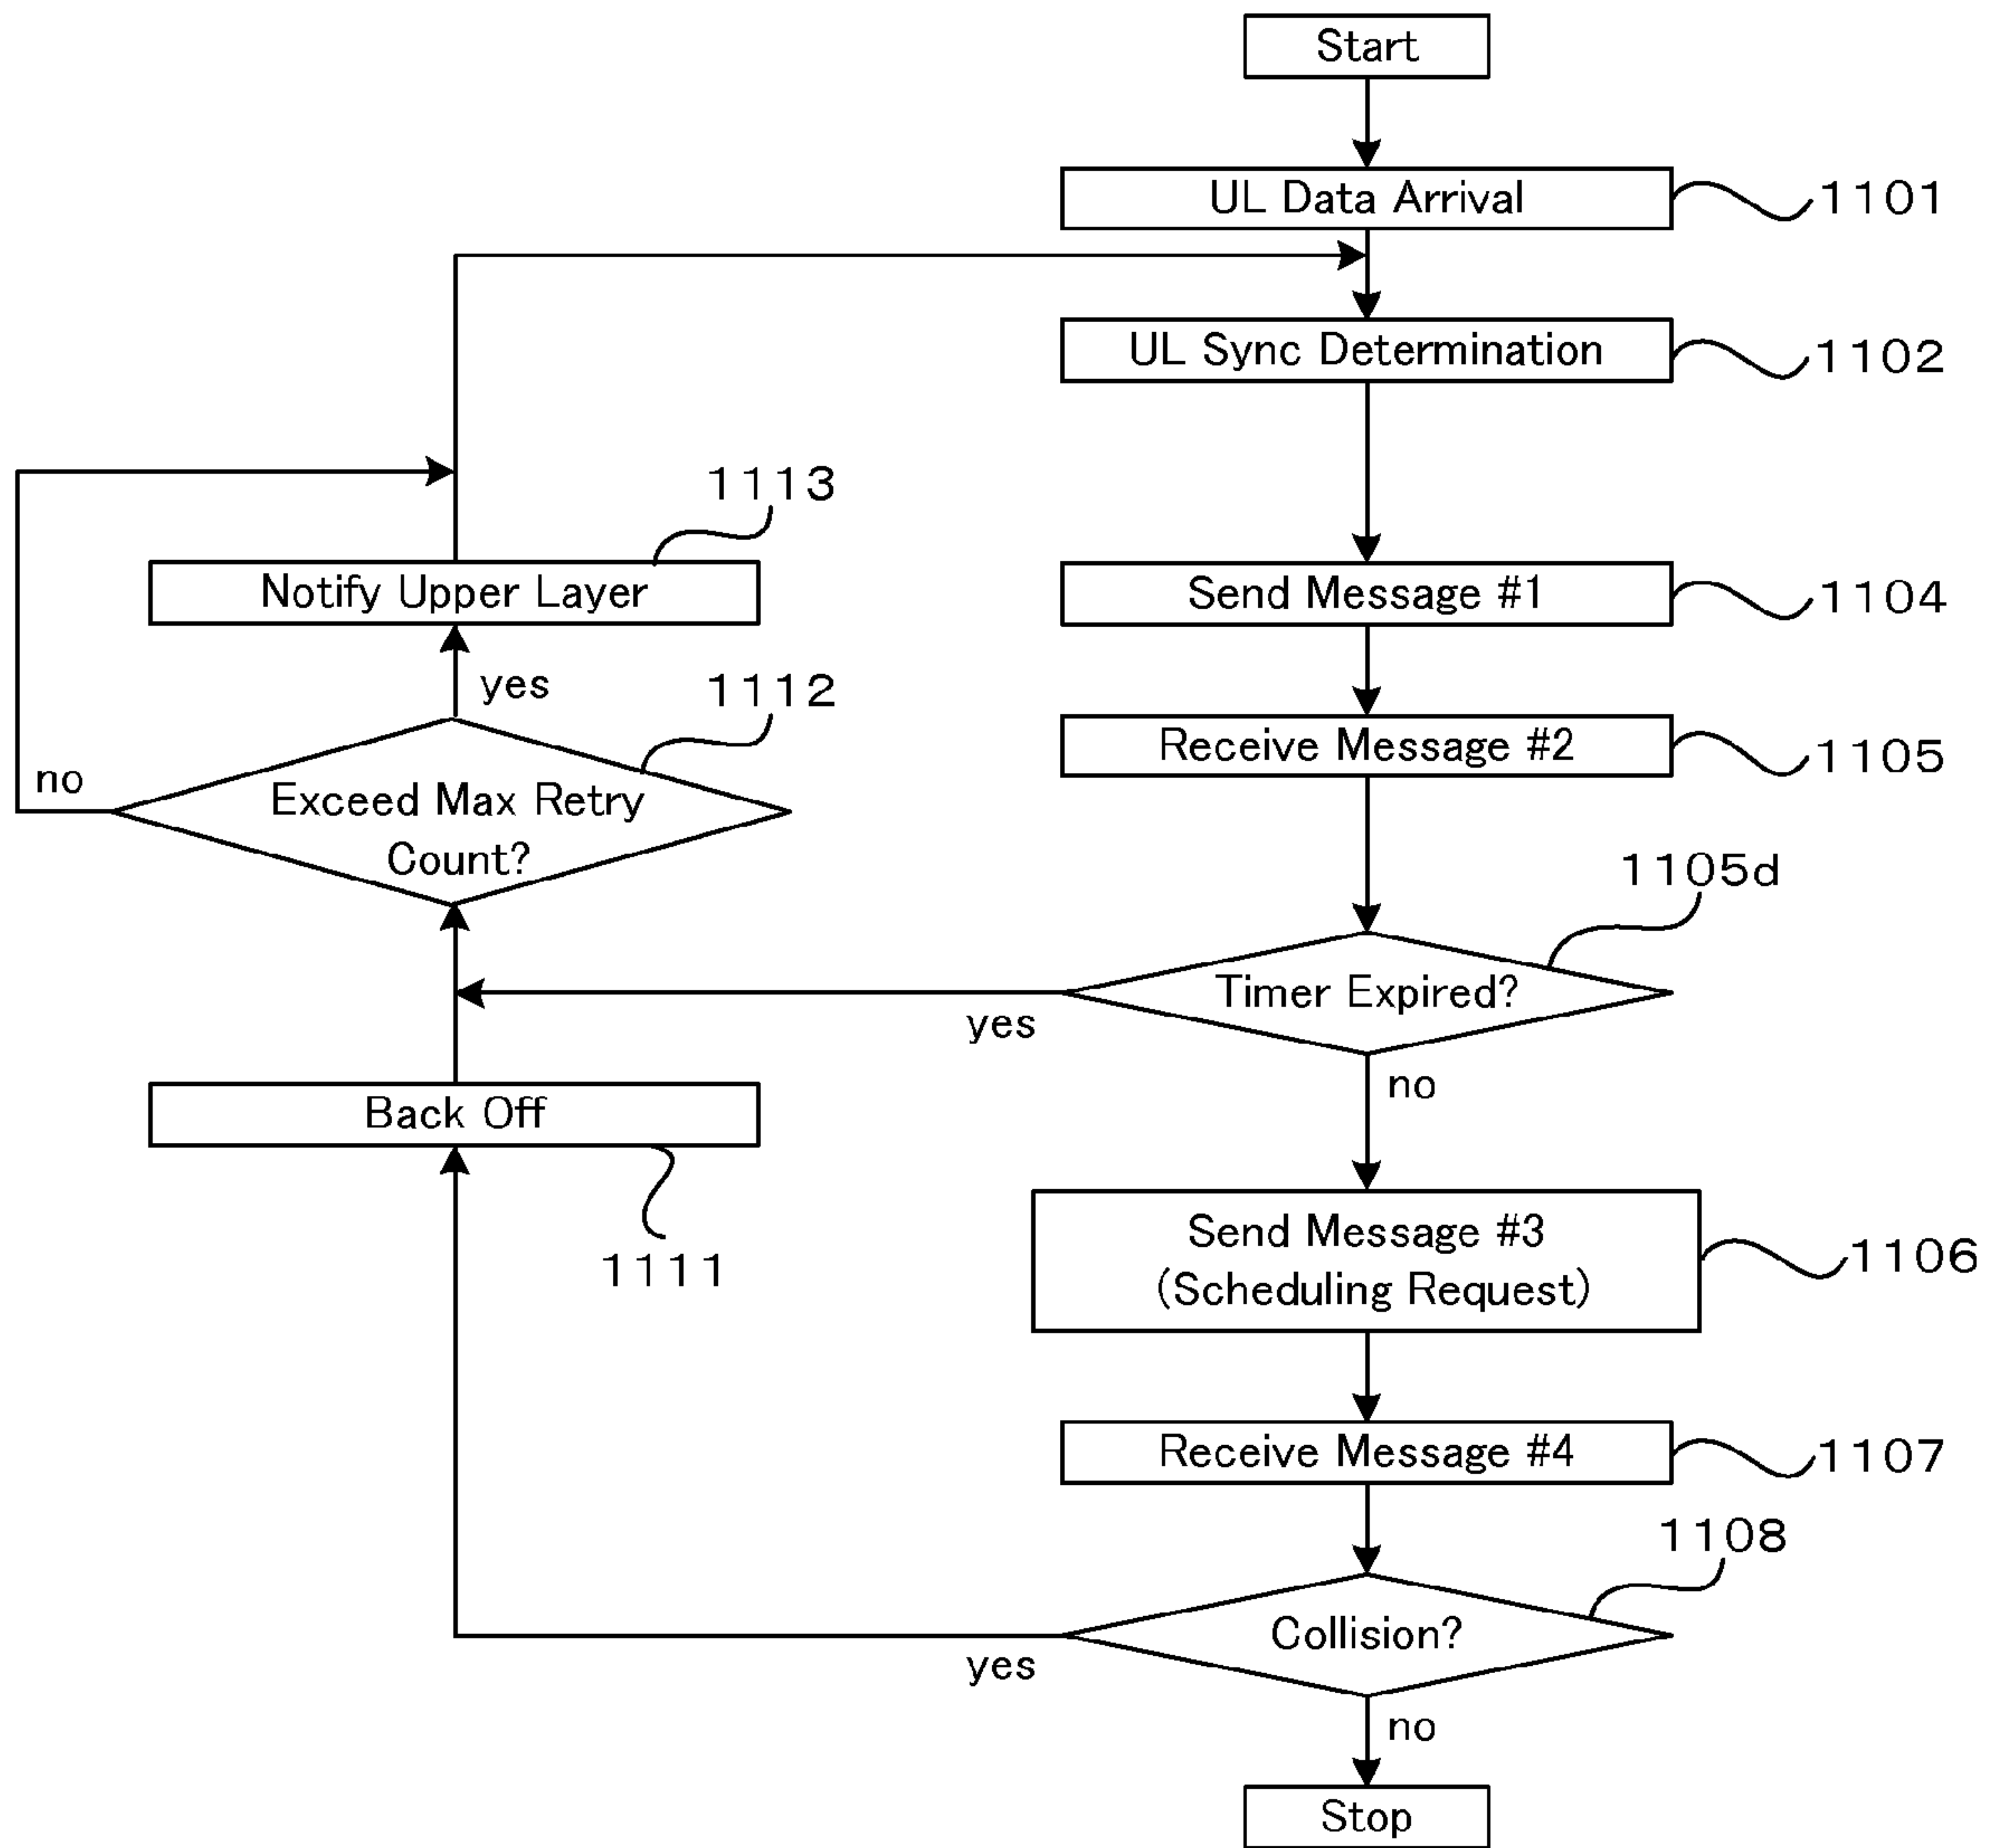 Start
UL Data Arrival
1101
UL Sync Determination
1102
1113
Notify Upper Layer
Send Message #1
1104
yes
1112
Receive Message #2
1105
no
Exceed Max Retry
Count?
1105d
Timer Expired?
yes
no
Back Off
1111
Send Message #3
(Scheduling Request)
1106
Receive Message #4
1107
1108
Collision?
yes
no
Stop